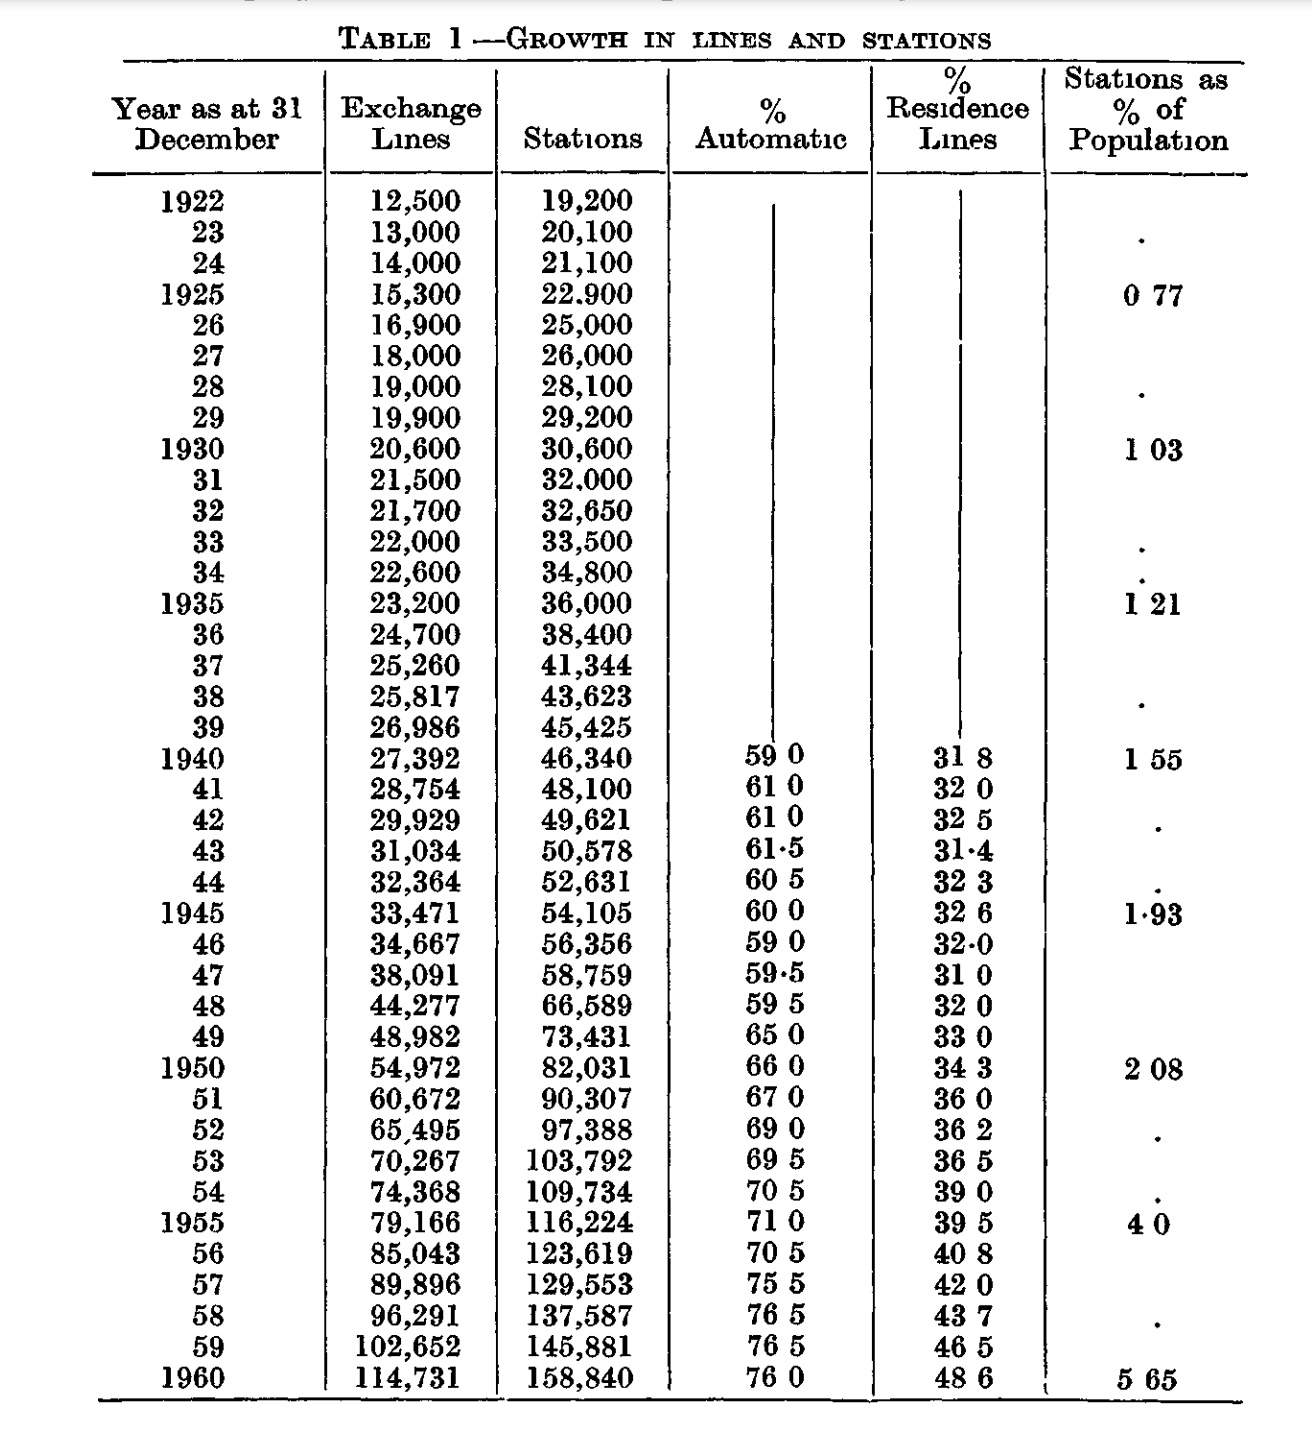 TABLE 1 —GROWTH IN LINES AND STATIONS
Year as at 31 December | Exchange Lines | Stations | % Automatic | % Residence Lines | Stations as % of Population
1922 12,500 19,200
23 13,000 20,100 .
24 14,000 21,100
1925 15,300 22.900 0 77
26 16,900 25,000
27 18,000 26,000
28 19,000 28,100 .
29 19,900 29,200
1930 20,600 30,600 1 03
31 21,500 32.000
32 21,700 32,650
33 22,000 33,500 .
34 22,600 34,800 .
1935 23,200 36,000 1 21
36 24,700 38,400
37 25,260 41,344
38 25,817 43,623 .
39 26,986 45,425
1940 27,392 46,340 59 0 31 8 1 55
41 28,754 48,100 61 0 32 0
42 29,929 49,621 61 0 32 5 .
43 31,034 50,578 61·5 31·4
44 32,364 52,631 60 5 32 3 .
1945 33,471 54,105 60 0 32 6 1·93
46 34,667 56,356 59 0 32·0
47 38,091 58,759 59·5 31 0
48 44,277 66,589 59 5 32 0
49 48,982 73,431 65 0 33 0
1950 54,972 82,031 66 0 34 3 2 08
51 60,672 90,307 67 0 36 0
52 65,495 97,388 69 0 36 2 .
53 70,267 103,792 69 5 36 5
54 74,368 109,734 70 5 39 0 .
1955 79,166 116,224 71 0 39 5 4 0
56 85,043 123,619 70 5 40 8
57 89,896 129,553 75 5 42 0
58 96,291 137,587 76 5 43 7 .
59 102,652 145,881 76 5 46 5
1960 114,731 158,840 76 0 48 6 5 65